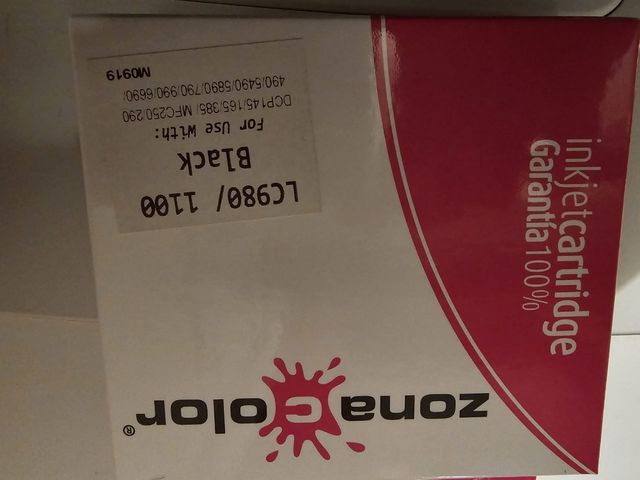 zonacolor®
inkjetcartridge
Garantía100%
LC980/ 1100
Black
For Use With:
DCP145/165/385/ MFC250/290
490/5490/5890/790/990/6690/
M0919